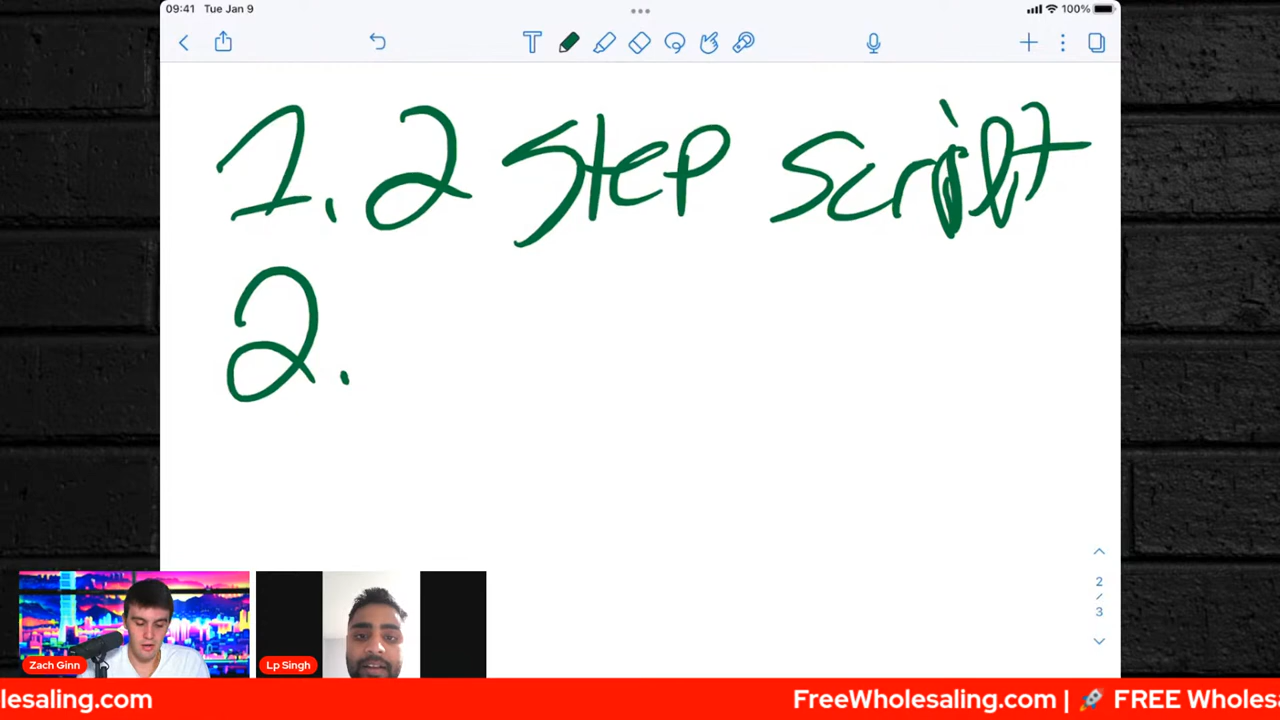 09:41 Tue Jan 9
100%
1. 2 Step Script
2.
2
3
Zach Ginn
Lp Singh
lesaling.com
FreeWholesaling.com | 🚀 FREE Wholesa